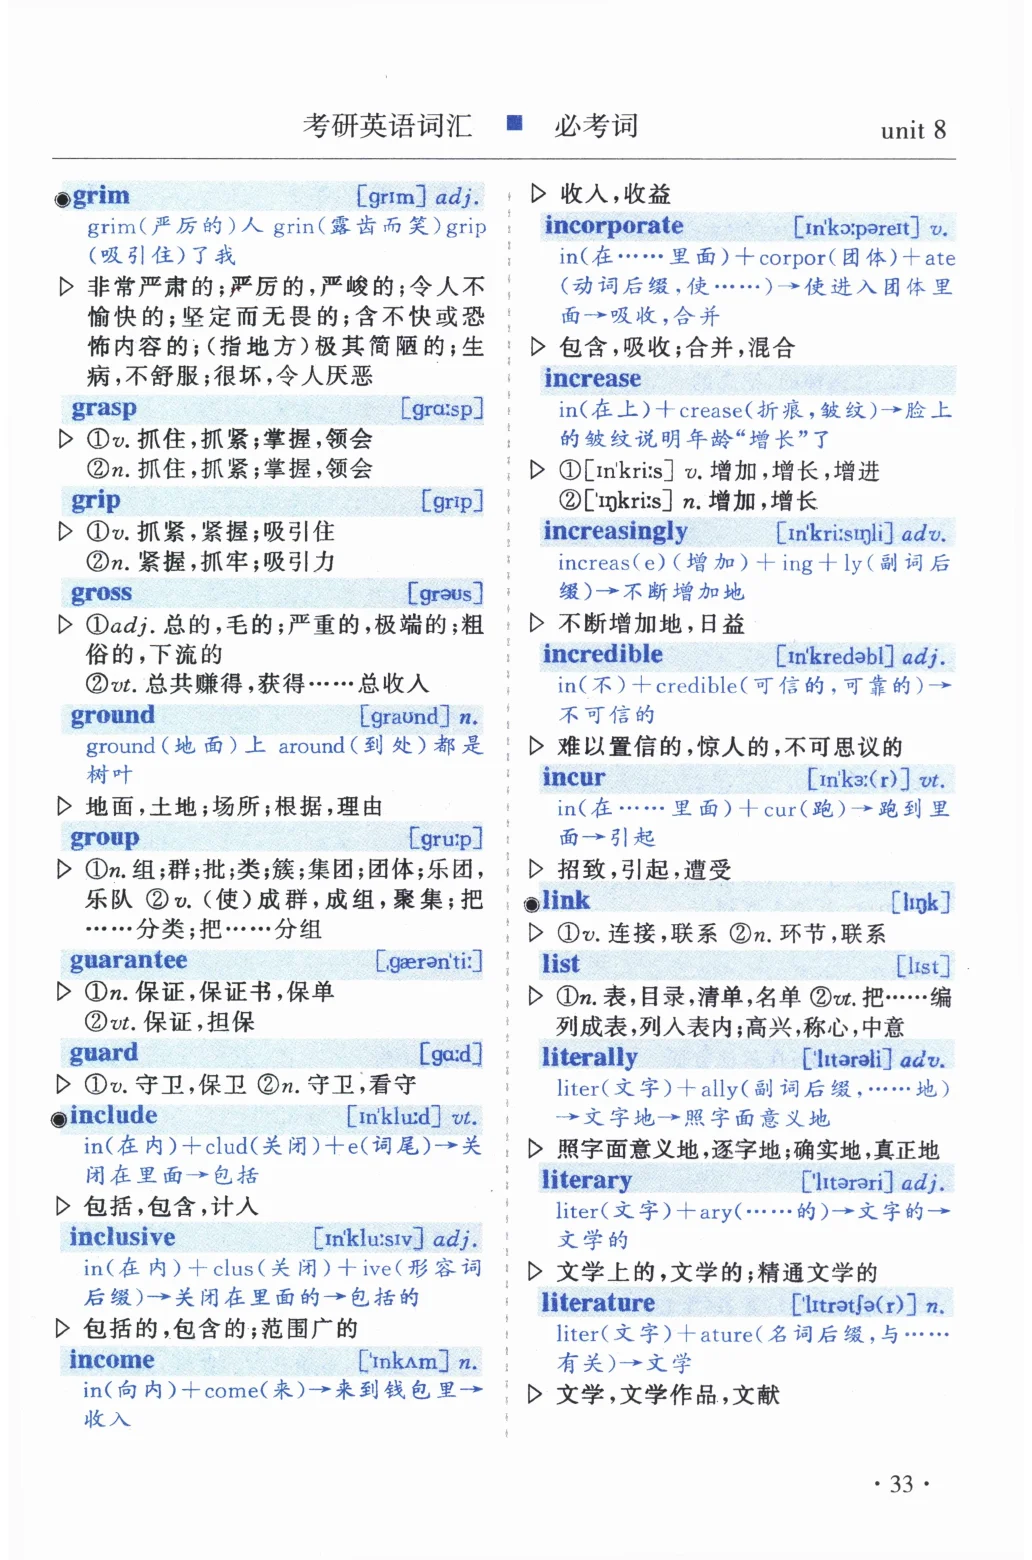 考研英语词汇 ■ 必考词 unit 8
◉grim [grɪm] adj.
grim(严厉的)人 grin(露齿而笑)grip
(吸引住)了我
▷ 非常严肃的;严厉的,严峻的;令人不
愉快的;坚定而无畏的;含不快或恐
怖内容的;(指地方)极其简陋的;生
病,不舒服;很坏,令人厌恶
grasp [grɑːsp]
▷ ①v. 抓住,抓紧;掌握,领会
②n. 抓住,抓紧;掌握,领会
grip [grɪp]
▷ ①v. 抓紧,紧握;吸引住
②n. 紧握,抓牢;吸引力
gross [grəʊs]
▷ ①adj. 总的,毛的;严重的,极端的;粗
俗的,下流的
②vt. 总共赚得,获得……总收入
ground [graʊnd] n.
ground(地面)上 around(到处)都是
树叶
▷ 地面,土地;场所;根据,理由
group [gruːp]
▷ ①n. 组;群;批;类;簇;集团;团体;乐团,
乐队 ②v. (使)成群,成组,聚集;把
……分类;把……分组
guarantee [ˌgærən'tiː]
▷ ①n. 保证,保证书,保单
②vt. 保证,担保
guard [gɑːd]
▷ ①v. 守卫,保卫 ②n. 守卫,看守
◉include [ɪn'kluːd] vt.
in(在内)+clud(关闭)+e(词尾)→关
闭在里面→包括
▷ 包括,包含,计入
inclusive [ɪn'kluːsɪv] adj.
in(在内)+clus(关闭)+ive(形容词
后缀)→关闭在里面的→包括的
▷ 包括的,包含的;范围广的
income ['ɪnkʌm] n.
in(向内)+come(来)→来到钱包里→
收入
▷ 收入,收益
incorporate [ɪn'kɔːpəreɪt] v.
in(在……里面)+corpor(团体)+ate
(动词后缀,使……)→使进入团体里
面→吸收,合并
▷ 包含,吸收;合并,混合
increase
in(在上)+crease(折痕,皱纹)→脸上
的皱纹说明年龄“增长”了
▷ ①[ɪn'kriːs] v. 增加,增长,增进
②['ɪŋkriːs] n. 增加,增长
increasingly [ɪn'kriːsɪŋli] adv.
increas(e)(增加)+ing+ly(副词后
缀)→不断增加地
▷ 不断增加地,日益
incredible [ɪn'kredəbl] adj.
in(不)+credible(可信的,可靠的)→
不可信的
▷ 难以置信的,惊人的,不可思议的
incur [ɪn'kɜː(r)] vt.
in(在……里面)+cur(跑)→跑到里
面→引起
▷ 招致,引起,遭受
◉link [lɪŋk]
▷ ①v. 连接,联系 ②n. 环节,联系
list [lɪst]
▷ ①n. 表,目录,清单,名单 ②vt. 把……编
列成表,列入表内;高兴,称心,中意
literally ['lɪtərəli] adv.
liter(文字)+ally(副词后缀,……地)
→文字地→照字面意义地
▷ 照字面意义地,逐字地;确实地,真正地
literary ['lɪtərəri] adj.
liter(文字)+ary(……的)→文字的→
文学的
▷ 文学上的,文学的;精通文学的
literature ['lɪtrətʃə(r)] n.
liter(文字)+ature(名词后缀,与……
有关)→文学
▷ 文学,文学作品,文献
· 33 ·